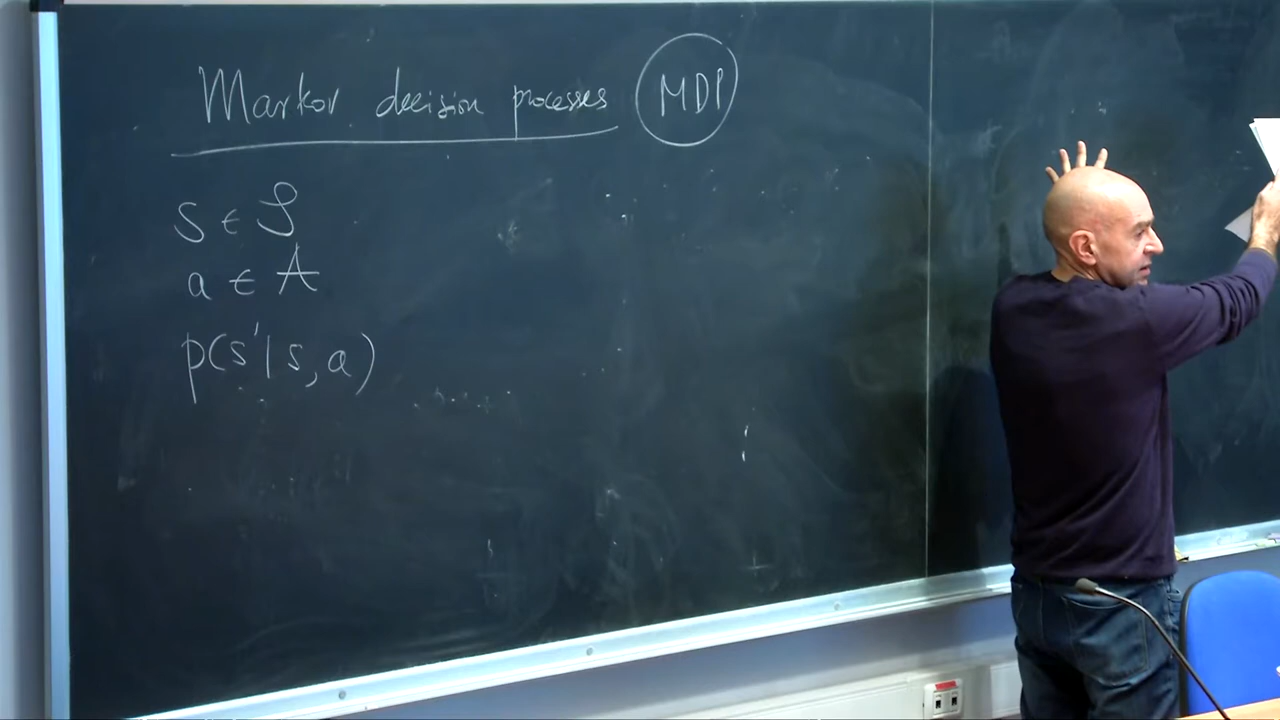 Markov decision processes MDP
s ∈ S
a ∈ A
p(s'|s,a)